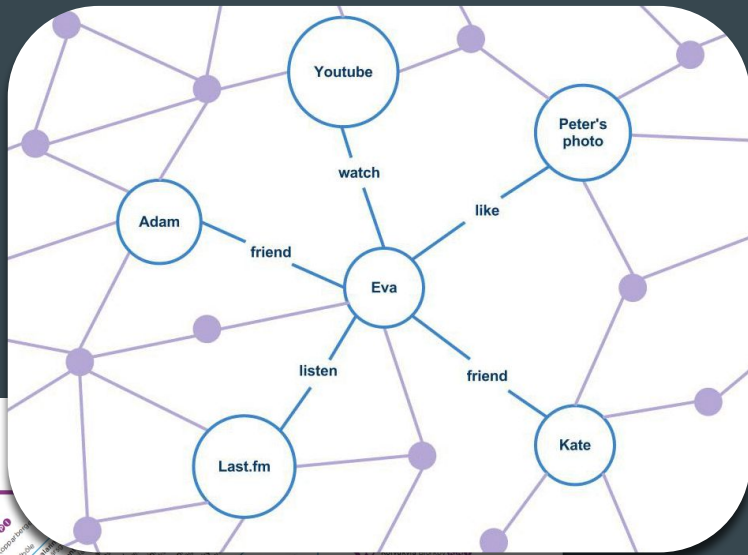 Youtube
Peter's
photo
watch
like
Adam
friend
Eva
listen
friend
Kate
Last.fm